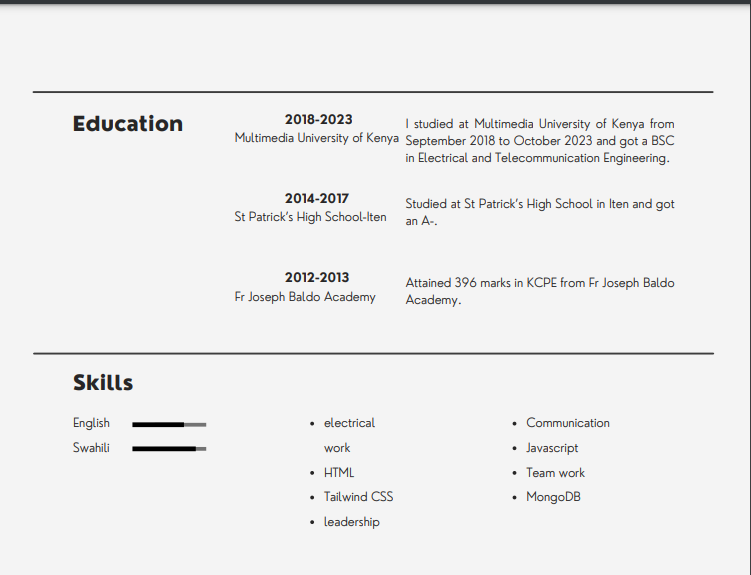 Education
2018-2023
Multimedia University of Kenya
I studied at Multimedia University of Kenya from
September 2018 to October 2023 and got a BSC
in Electrical and Telecommunication Engineering.
2014-2017
St Patrick's High School-Iten
Studied at St Patrick's High School in Iten and got
an A-.
2012-2013
Fr Joseph Baldo Academy
Attained 396 marks in KCPE from Fr Joseph Baldo
Academy.
Skills
English
Swahili
• electrical
work
• HTML
• Tailwind CSS
• leadership
• Communication
• Javascript
• Team work
• MongoDB